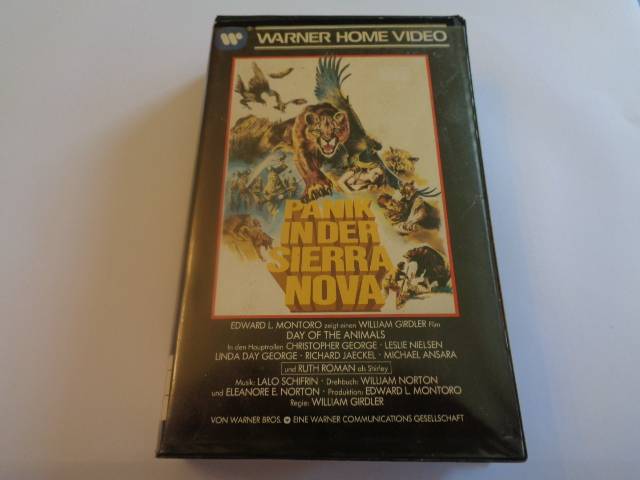 WARNER HOME VIDEO
PANIK
IN DER
SIERRA
NOVA
EDWARD L. MONTORO zeigt einen WILLIAM GIRDLER Film
DAY OF THE ANIMALS
In den Hauptrollen CHRISTOPHER GEORGE · LESLIE NIELSEN
LINDA DAY GEORGE · RICHARD JAECKEL · MICHAEL ANSARA
und RUTH ROMAN als Shirley
Musik: LALO SCHIFRIN · Drehbuch: WILLIAM NORTON
und ELEANORE E. NORTON · Produktion: EDWARD L. MONTORO
Regie: WILLIAM GIRDLER
VON WARNER BROS. EINE WARNER COMMUNICATIONS GESELLSCHAFT